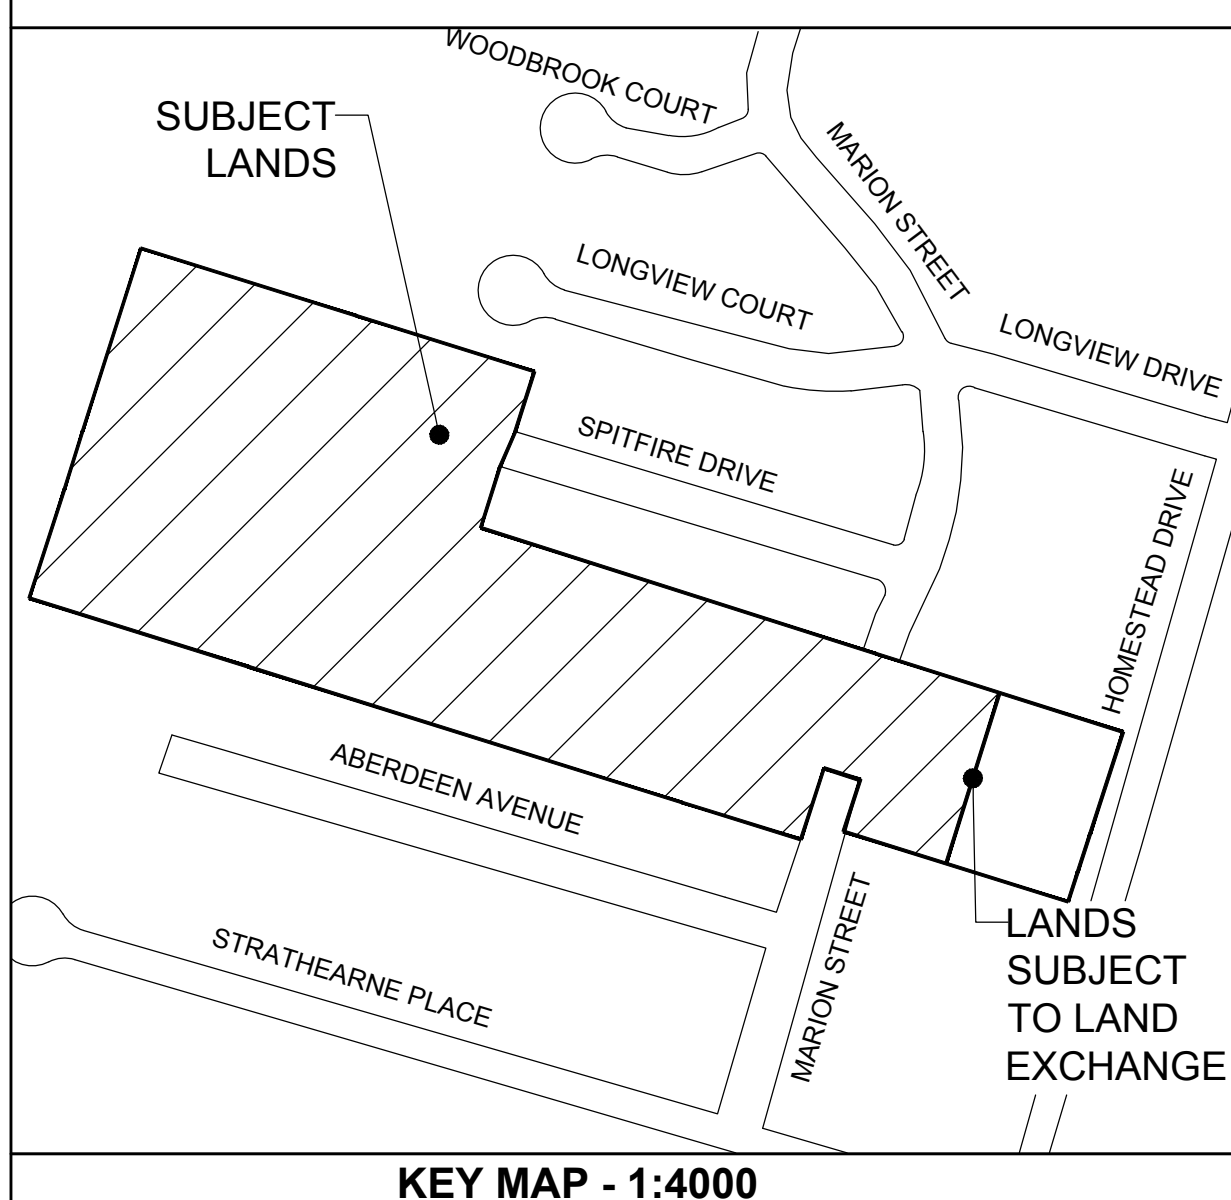 WOODBROOK COURT
SUBJECT
LANDS
MARION STREET
LONGVIEW COURT
LONGVIEW DRIVE
SPITFIRE DRIVE
HOMESTEAD DRIVE
ABERDEEN AVENUE
MARION STREET
LANDS
SUBJECT
TO LAND
EXCHANGE
STRATHEARNE PLACE
KEY MAP - 1:4000